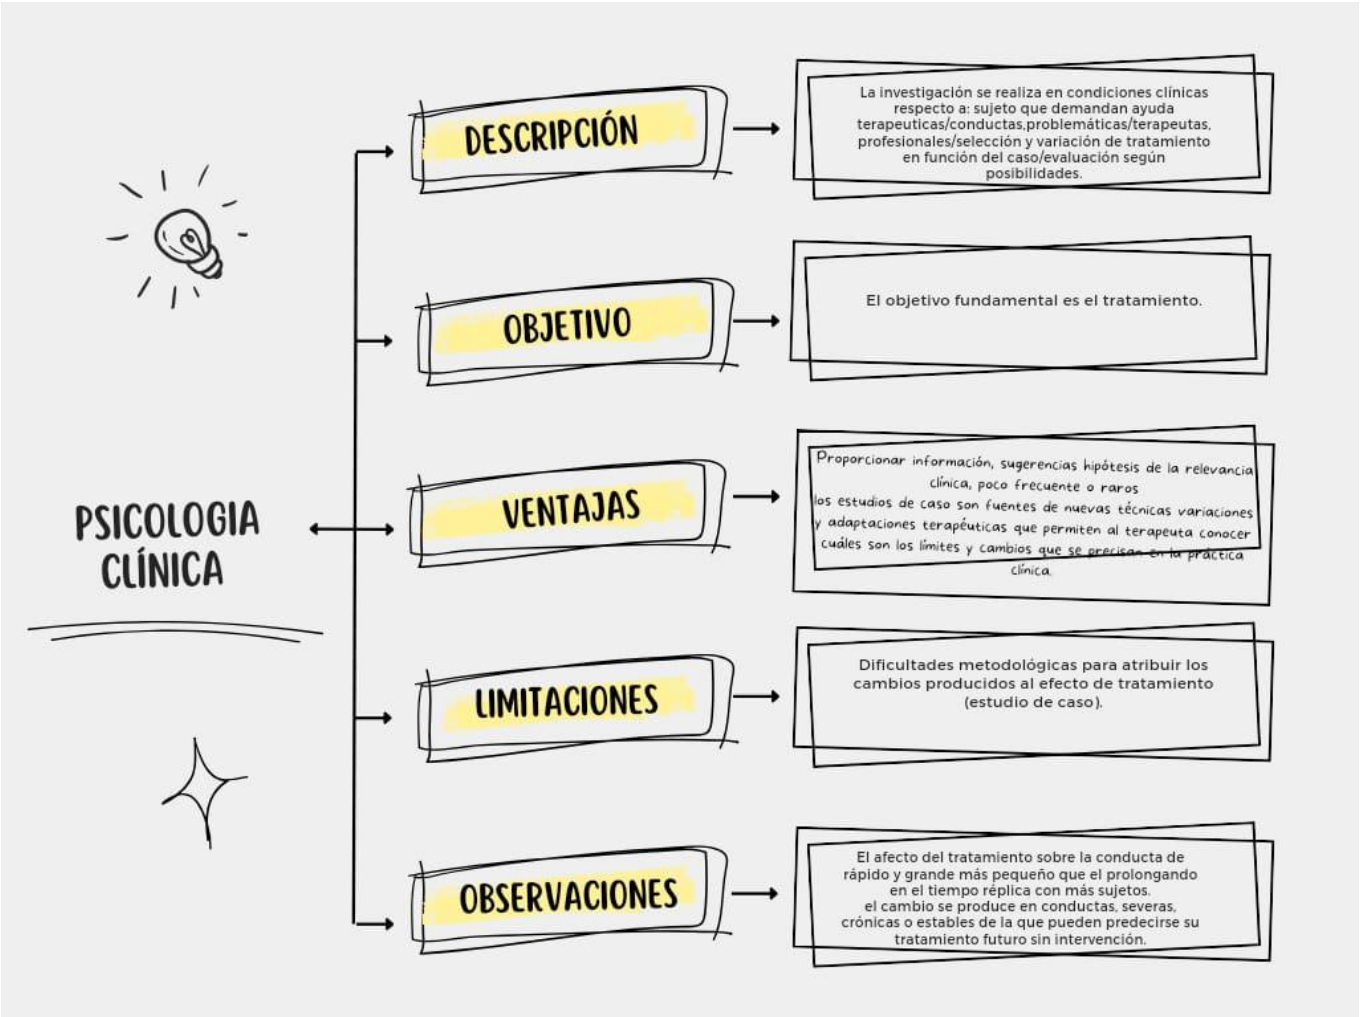 PSICOLOGIA
CLÍNICA
DESCRIPCIÓN
La investigación se realiza en condiciones clínicas
respecto a: sujeto que demandan ayuda
terapeuticas/conductas,problemáticas/terapeutas,
profesionales/selección y variación de tratamiento
en función del caso/evaluación según
posibilidades.
OBJETIVO
El objetivo fundamental es el tratamiento.
VENTAJAS
Proporcionar información, sugerencias hipótesis de la relevancia
clínica, poco frecuente o raros
los estudios de caso son fuentes de nuevas técnicas variaciones
y adaptaciones terapéuticas que permiten al terapeuta conocer
cuáles son los límites y cambios que se precisan en la práctica
clínica.
LIMITACIONES
Dificultades metodológicas para atribuir los
cambios producidos al efecto de tratamiento
(estudio de caso).
OBSERVACIONES
El afecto del tratamiento sobre la conducta de
rápido y grande más pequeño que el prolongando
en el tiempo réplica con más sujetos.
el cambio se produce en conductas, severas,
crónicas o estables de la que pueden predecirse su
tratamiento futuro sin intervención.